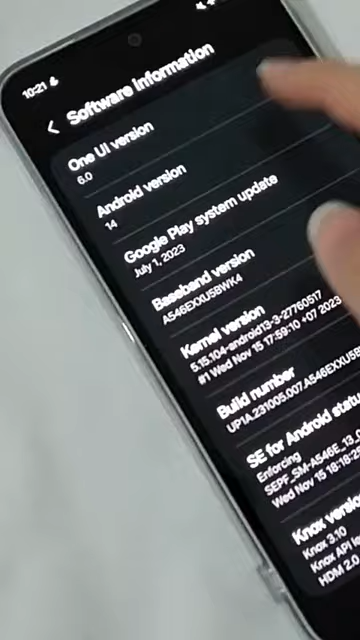 10:21
Software information
One UI version
6.0
Android version
14
Google Play system update
July 1, 2023
Baseband version
A546EXXU5BWK4
Kernel version
5.15.104-android13-3-27760517
#1 Wed Nov 15 17:59:10 +07 2023
Build number
UP1A.231005.007.A546EXXU5B
SE for Android status
Enforcing
SEPF_SM-A546E_13_0
Wed Nov 15 18:18:25
Knox version
Knox 3.10
Knox API le
HDM 2.0